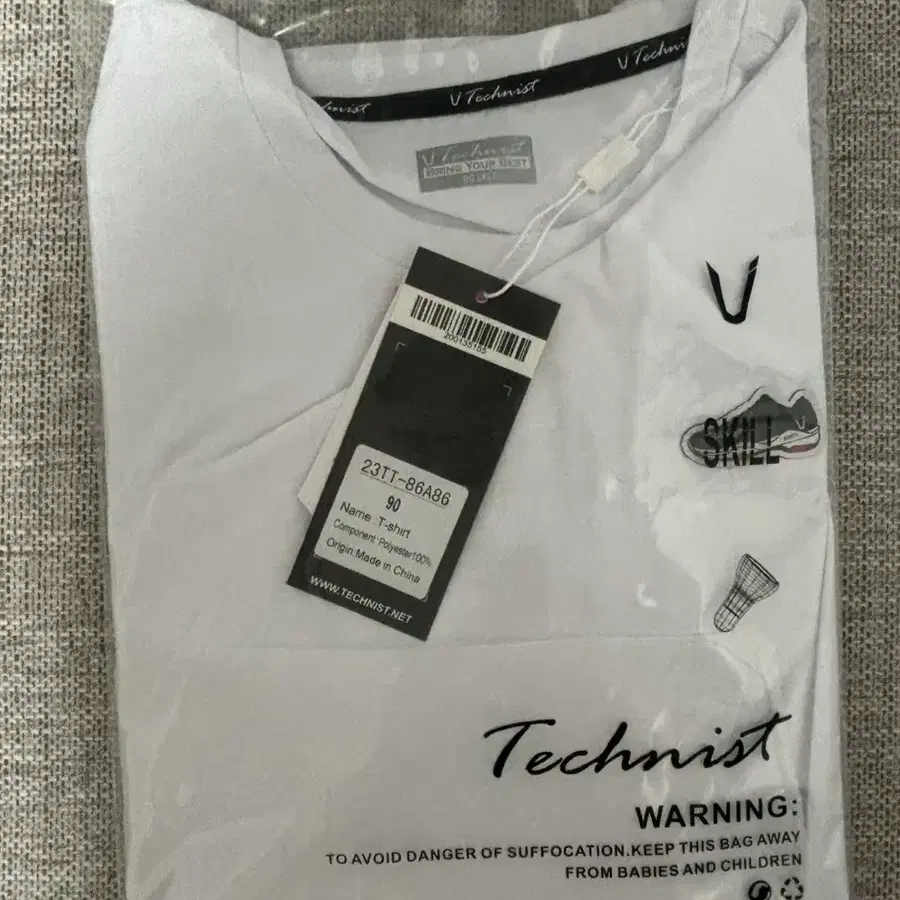 V Technist
V Techni
V Technist
BRING YOUR BEST
200135155
23TT-86A86
90
Name :T-shirt
Component:Polyester100%
Origin:Made in China
WWW.TECHNIST.NET
SKILL
Technist
WARNING:
TO AVOID DANGER OF SUFFOCATION.KEEP THIS BAG AWAY
FROM BABIES AND CHILDREN